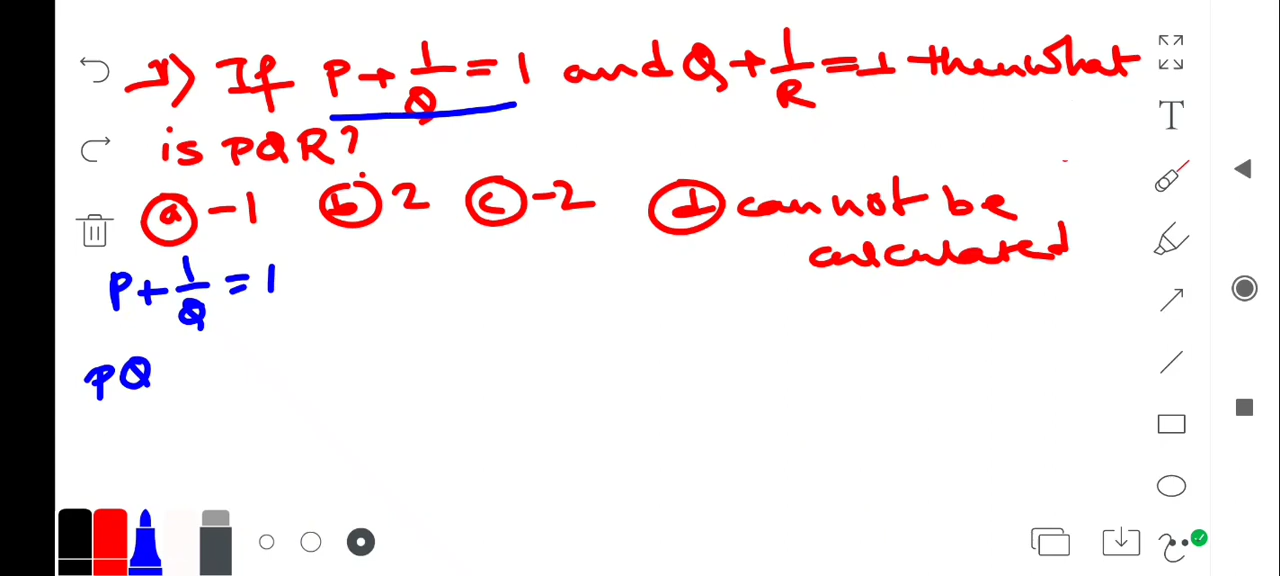 →> If P + 1/Q = 1 and Q + 1/R = 1 then what
is PQR?
(a) -1 (b) 2 (c) -2 (d) can not be
calculated
P + 1/Q = 1
PQ
T